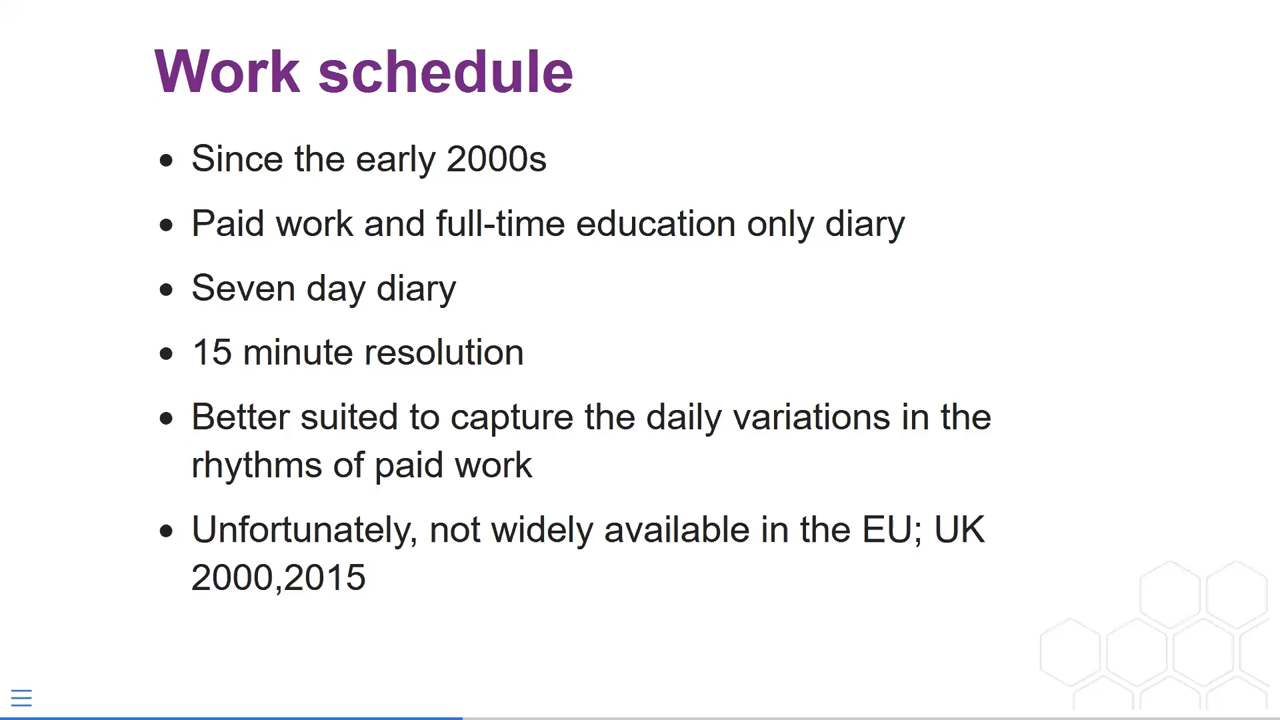 Work schedule
• Since the early 2000s
• Paid work and full-time education only diary
• Seven day diary
• 15 minute resolution
• Better suited to capture the daily variations in the
rhythms of paid work
• Unfortunately, not widely available in the EU; UK
2000,2015